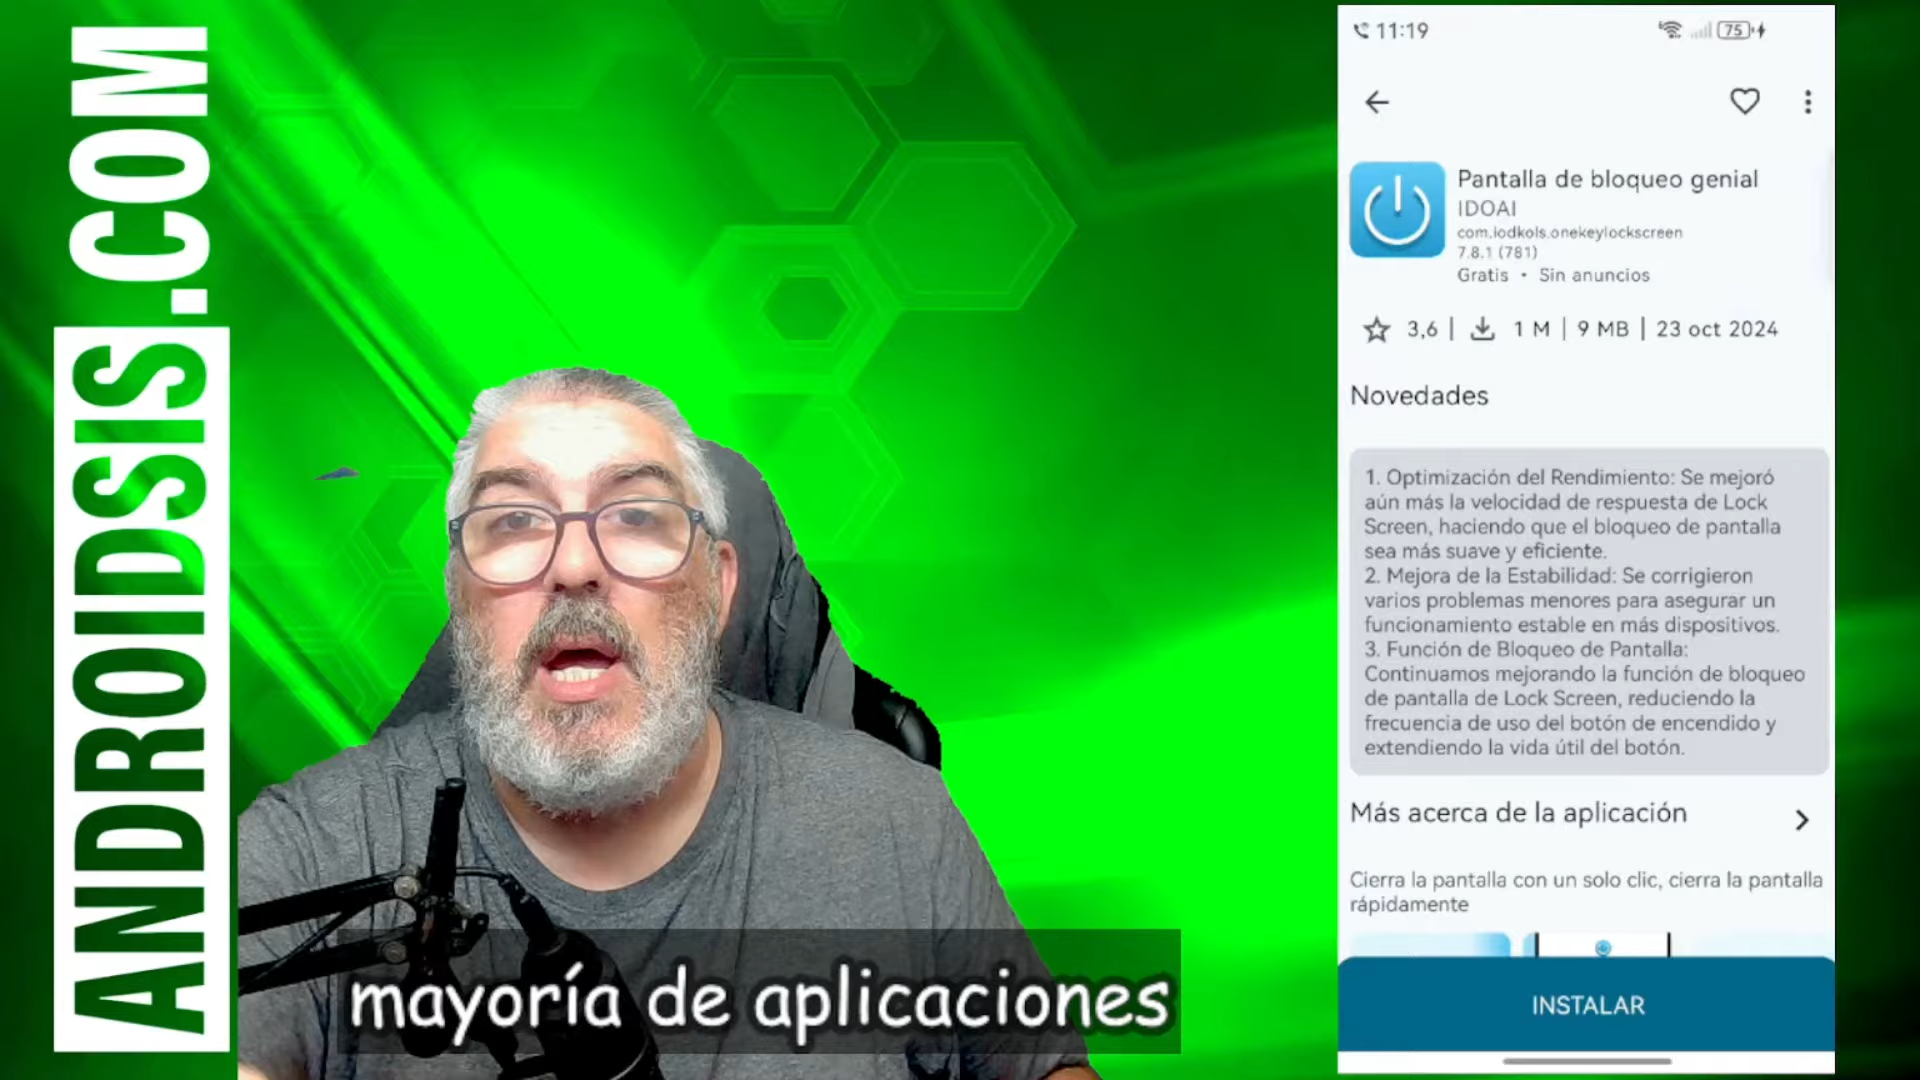 ANDROIDSIS.COM
11:19
75
Pantalla de bloqueo genial
IDOAI
com.iodkols.onekeylockscreen
7.8.1 (781)
Gratis • Sin anuncios
3,6 | 1 M | 9 MB | 23 oct 2024
Novedades
1. Optimización del Rendimiento: Se mejoró
aún más la velocidad de respuesta de Lock
Screen, haciendo que el bloqueo de pantalla
sea más suave y eficiente.
2. Mejora de la Estabilidad: Se corrigieron
varios problemas menores para asegurar un
funcionamiento estable en más dispositivos.
3. Función de Bloqueo de Pantalla:
Continuamos mejorando la función de bloqueo
de pantalla de Lock Screen, reduciendo la
frecuencia de uso del botón de encendido y
extendiendo la vida útil del botón.
Más acerca de la aplicación
Cierra la pantalla con un solo clic, cierra la pantalla
rápidamente
INSTALAR
mayoría de aplicaciones